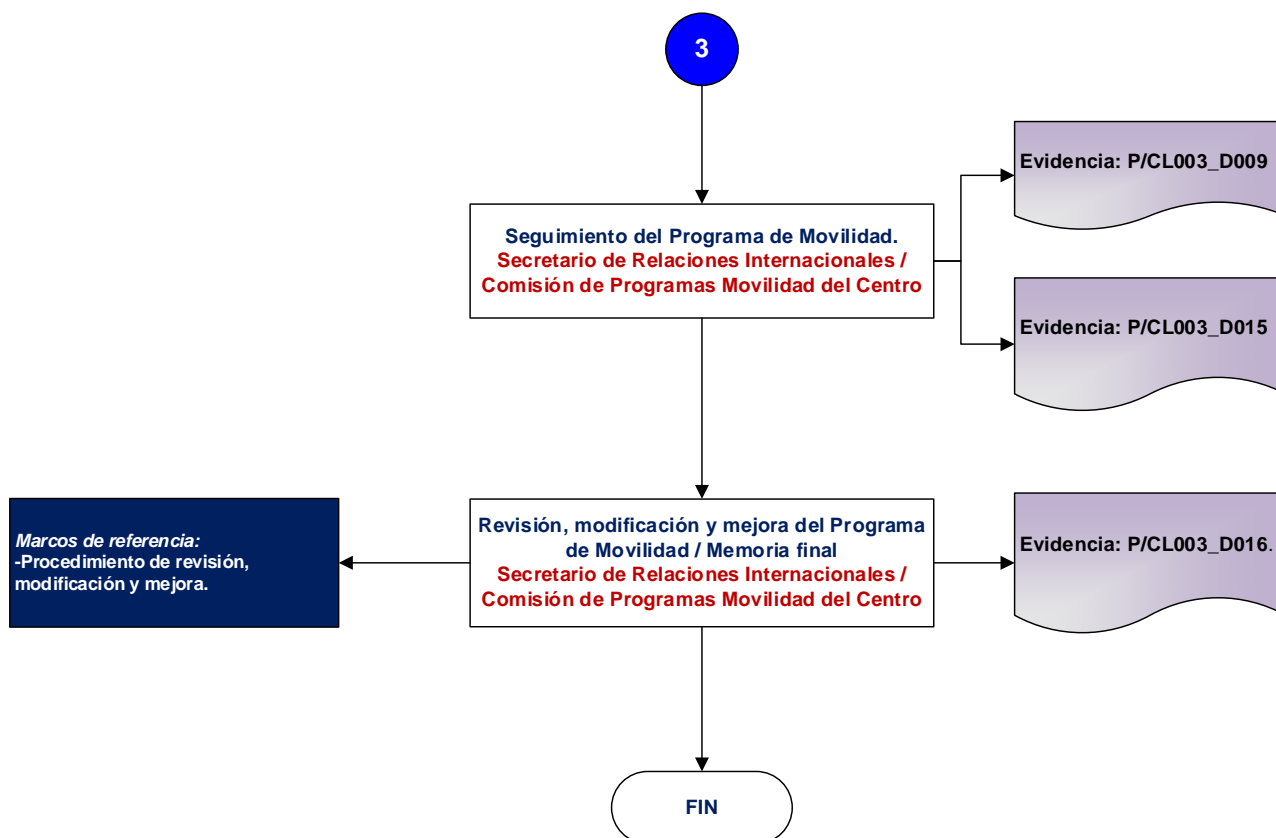 3
Evidencia: P/CL003_D009
Seguimiento del Programa de Movilidad.
Secretario de Relaciones Internacionales /
Comisión de Programas Movilidad del Centro
Evidencia: P/CL003_D015
Marcos de referencia:
-Procedimiento de revisión,
modificación y mejora.
Revisión, modificación y mejora del Programa
de Movilidad / Memoria final
Secretario de Relaciones Internacionales /
Comisión de Programas Movilidad del Centro
Evidencia: P/CL003_D016.
FIN